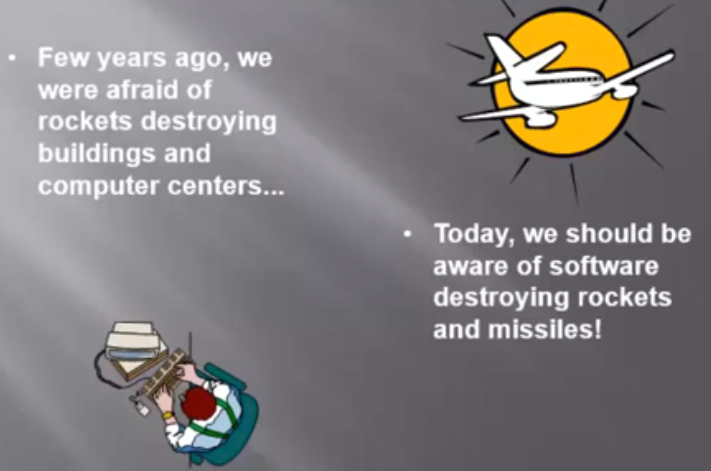 • Few years ago, we
were afraid of
rockets destroying
buildings and
computer centers...
• Today, we should be
aware of software
destroying rockets
and missiles!